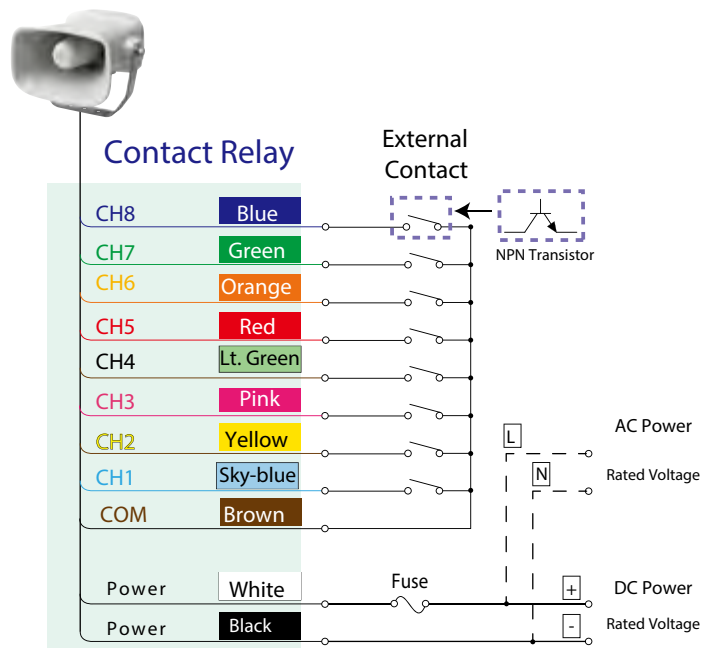 Contact Relay
External
Contact
NPN Transistor
CH8 Blue
CH7 Green
CH6 Orange
CH5 Red
CH4 Lt. Green
CH3 Pink
CH2 Yellow
CH1 Sky-blue
COM Brown
L AC Power
N Rated Voltage
Power White Fuse + DC Power
Power Black - Rated Voltage